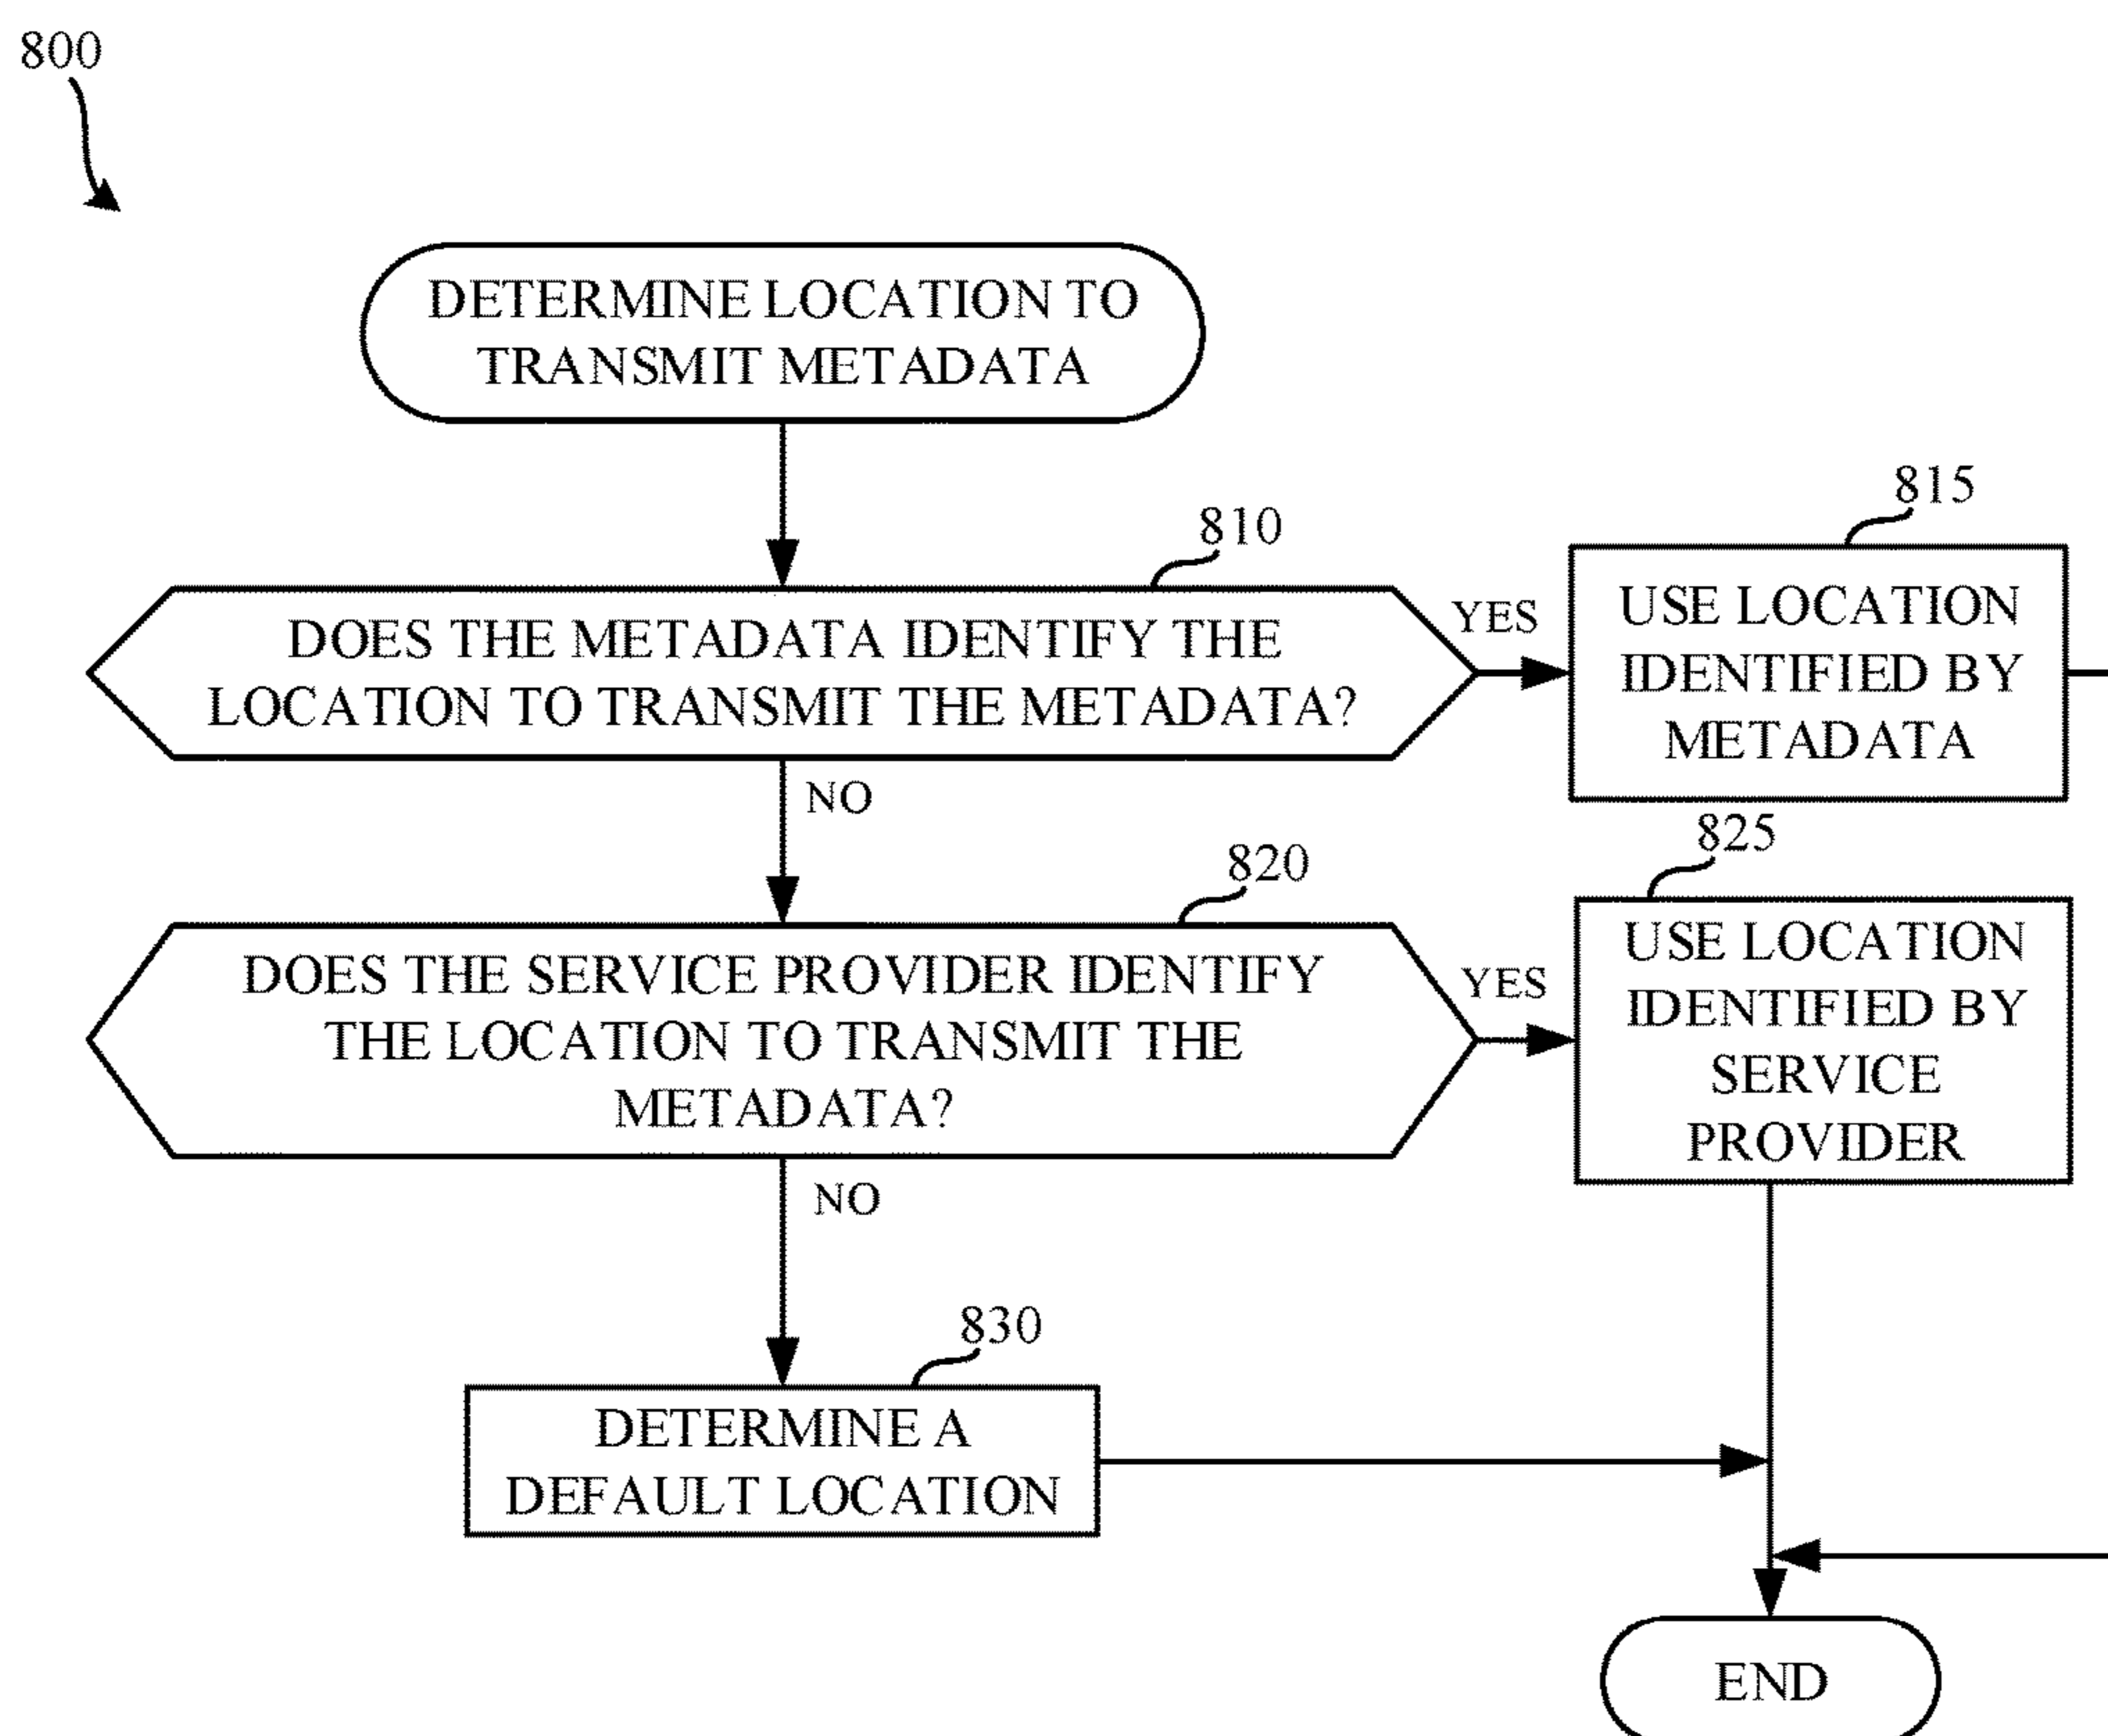 800
DETERMINE LOCATION TO
TRANSMIT METADATA
810
DOES THE METADATA IDENTIFY THE
LOCATION TO TRANSMIT THE METADATA?
YES
815
USE LOCATION
IDENTIFIED BY
METADATA
NO
820
DOES THE SERVICE PROVIDER IDENTIFY
THE LOCATION TO TRANSMIT THE
METADATA?
YES
825
USE LOCATION
IDENTIFIED BY
SERVICE
PROVIDER
NO
830
DETERMINE A
DEFAULT LOCATION
END